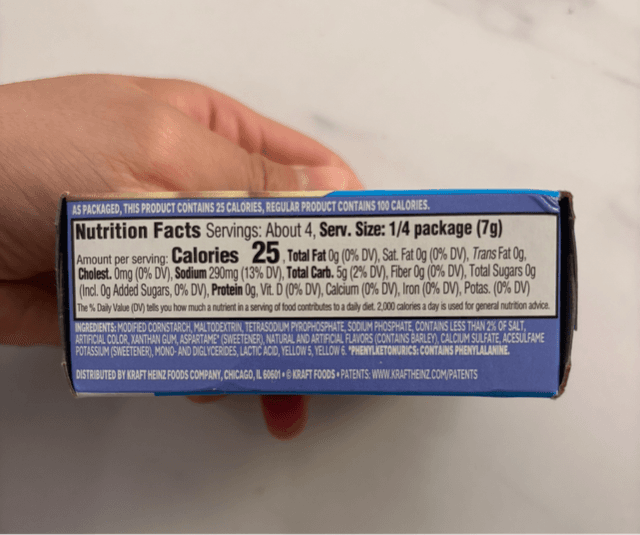 AS PACKAGED, THIS PRODUCT CONTAINS 25 CALORIES, REGULAR PRODUCT CONTAINS 100 CALORIES.
Nutrition Facts Servings: About 4, Serv. Size: 1/4 package (7g)
Amount per serving: Calories 25, Total Fat 0g (0% DV), Sat. Fat 0g (0% DV), Trans Fat 0g,
Cholest. 0mg (0% DV), Sodium 290mg (13% DV), Total Carb. 5g (2% DV), Fiber 0g (0% DV), Total Sugars 0g
(Incl. 0g Added Sugars, 0% DV), Protein 0g, Vit. D (0% DV), Calcium (0% DV), Iron (0% DV), Potas. (0% DV)
The % Daily Value (DV) tells you how much a nutrient in a serving of food contributes to a daily diet. 2,000 calories a day is used for general nutrition advice.
INGREDIENTS: MODIFIED CORNSTARCH, MALTODEXTRIN, TETRASODIUM PYROPHOSPHATE, SODIUM PHOSPHATE, CONTAINS LESS THAN 2% OF SALT,
ARTIFICIAL COLOR, XANTHAN GUM, ASPARTAME* (SWEETENER), NATURAL AND ARTIFICIAL FLAVORS (CONTAINS BARLEY), CALCIUM SULFATE, ACESULFAME
POTASSIUM (SWEETENER), MONO- AND DIGLYCERIDES, LACTIC ACID, YELLOW 5, YELLOW 6. *PHENYLKETONURICS: CONTAINS PHENYLALANINE.
DISTRIBUTED BY KRAFT HEINZ FOODS COMPANY, CHICAGO, IL 60601 • © KRAFT FOODS • PATENTS: WWW.KRAFTHEINZ.COM/PATENTS